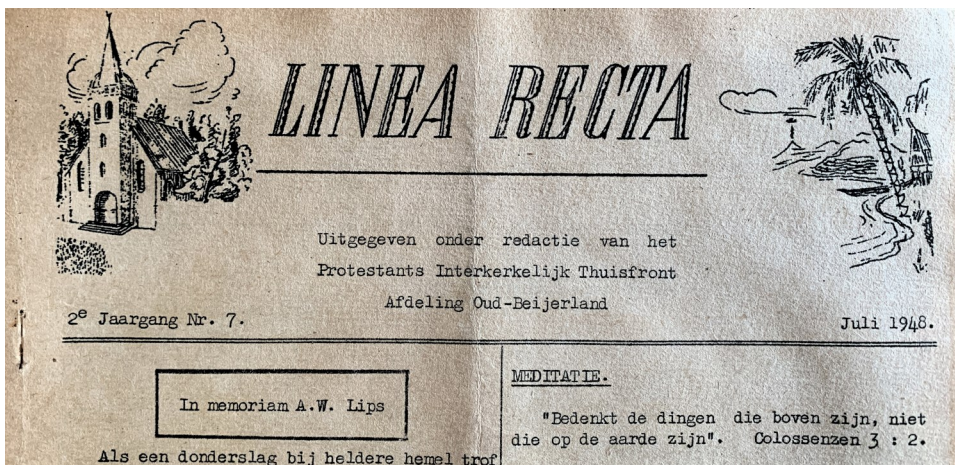 LINEA RECTA
Uitgegeven onder redactie van het
Protestants Interkerkelijk Thuisfront
Afdeling Oud-Beijerland
2e Jaargang Nr. 7.
Juli 1948.
In memoriam A.W. Lips
Als een donderslag bij heldere hemel trof
MEDITATIE.
"Bedenkt de dingen die boven zijn, niet
die op de aarde zijn". Colossenzen 3 : 2.